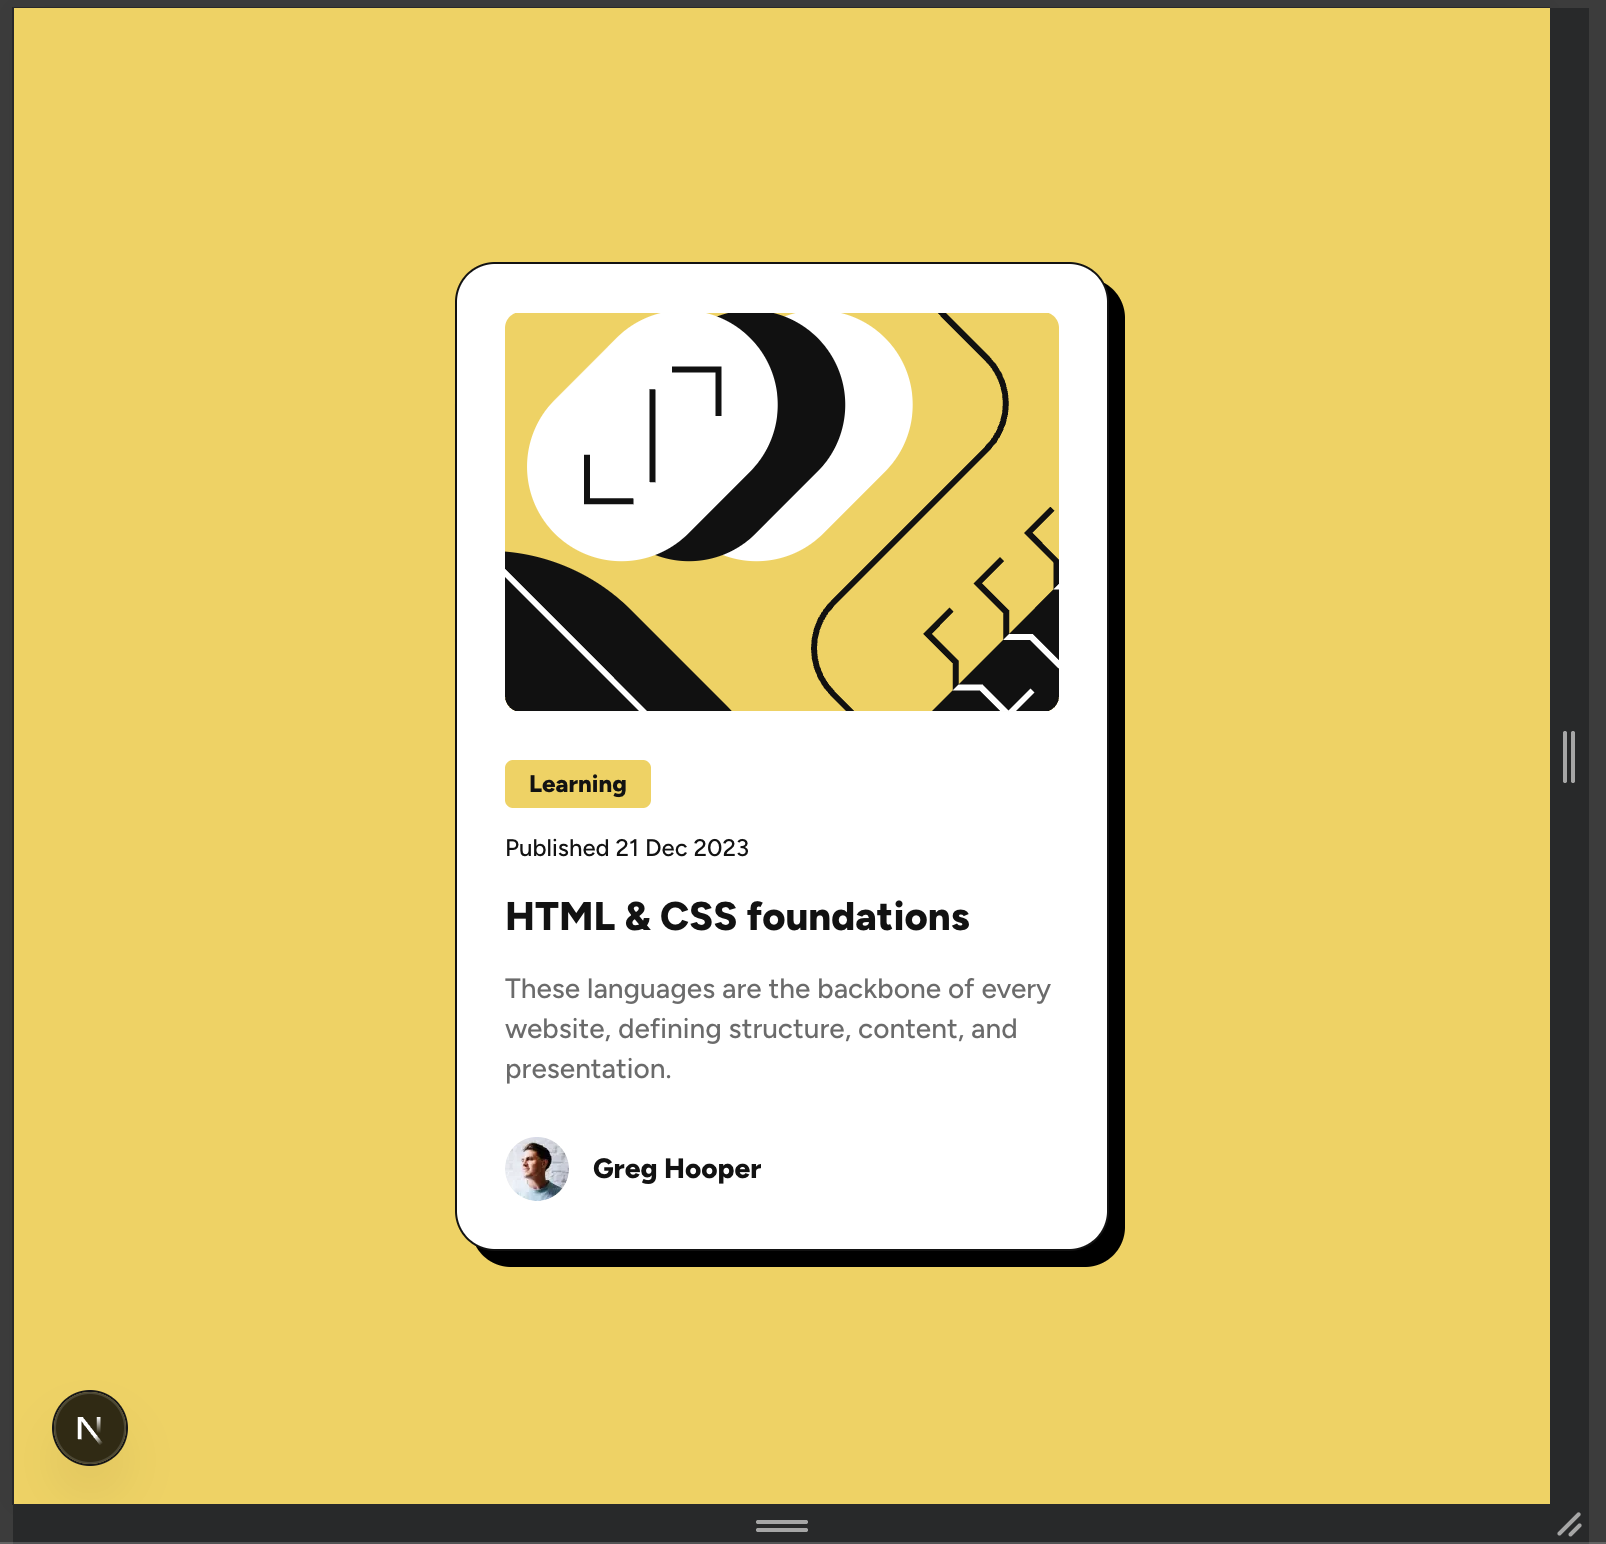 Learning
Published 21 Dec 2023
HTML & CSS foundations
These languages are the backbone of every
website, defining structure, content, and
presentation.
Greg Hooper
N